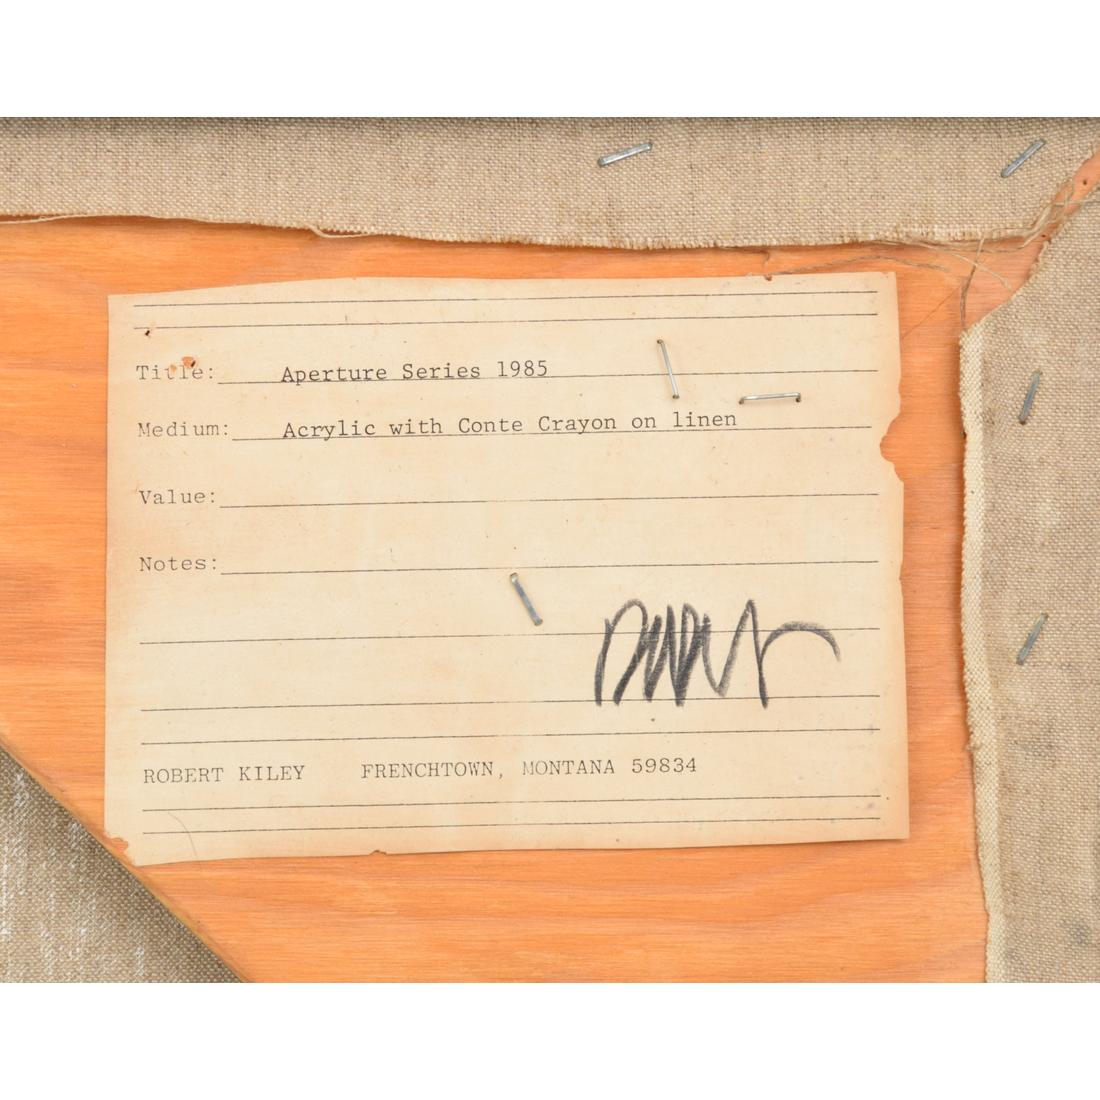 Title: Aperture Series 1985
Medium: Acrylic with Conte Crayon on linen
Value:
Notes:
ROBERT KILEY FRENCHTOWN, MONTANA 59834